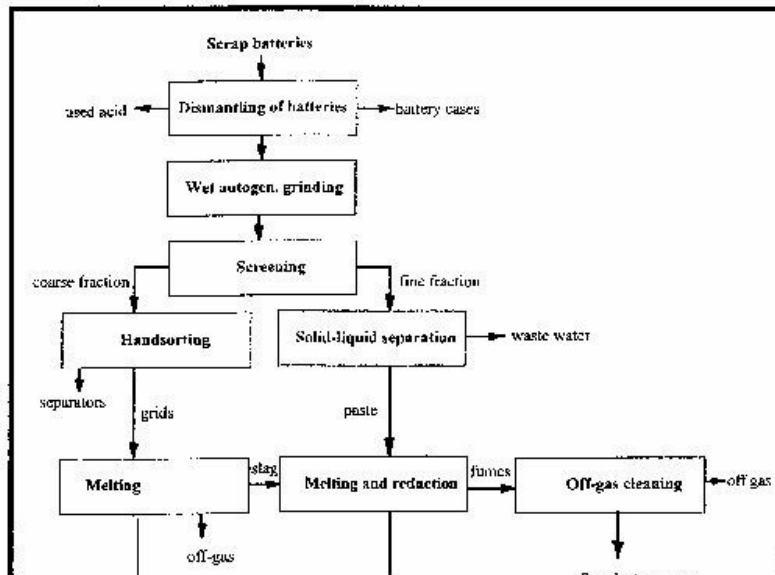 Scrap batteries
used acid
Dismantling of batteries
battery cases
Wet autogen. grinding
Screening
coarse fraction
fine fraction
Handsorting
Solid-liquid separation
waste water
separators
grids
paste
Melting
slag
Melting and reduction
fumes
Off-gas cleaning
off gas
off-gas